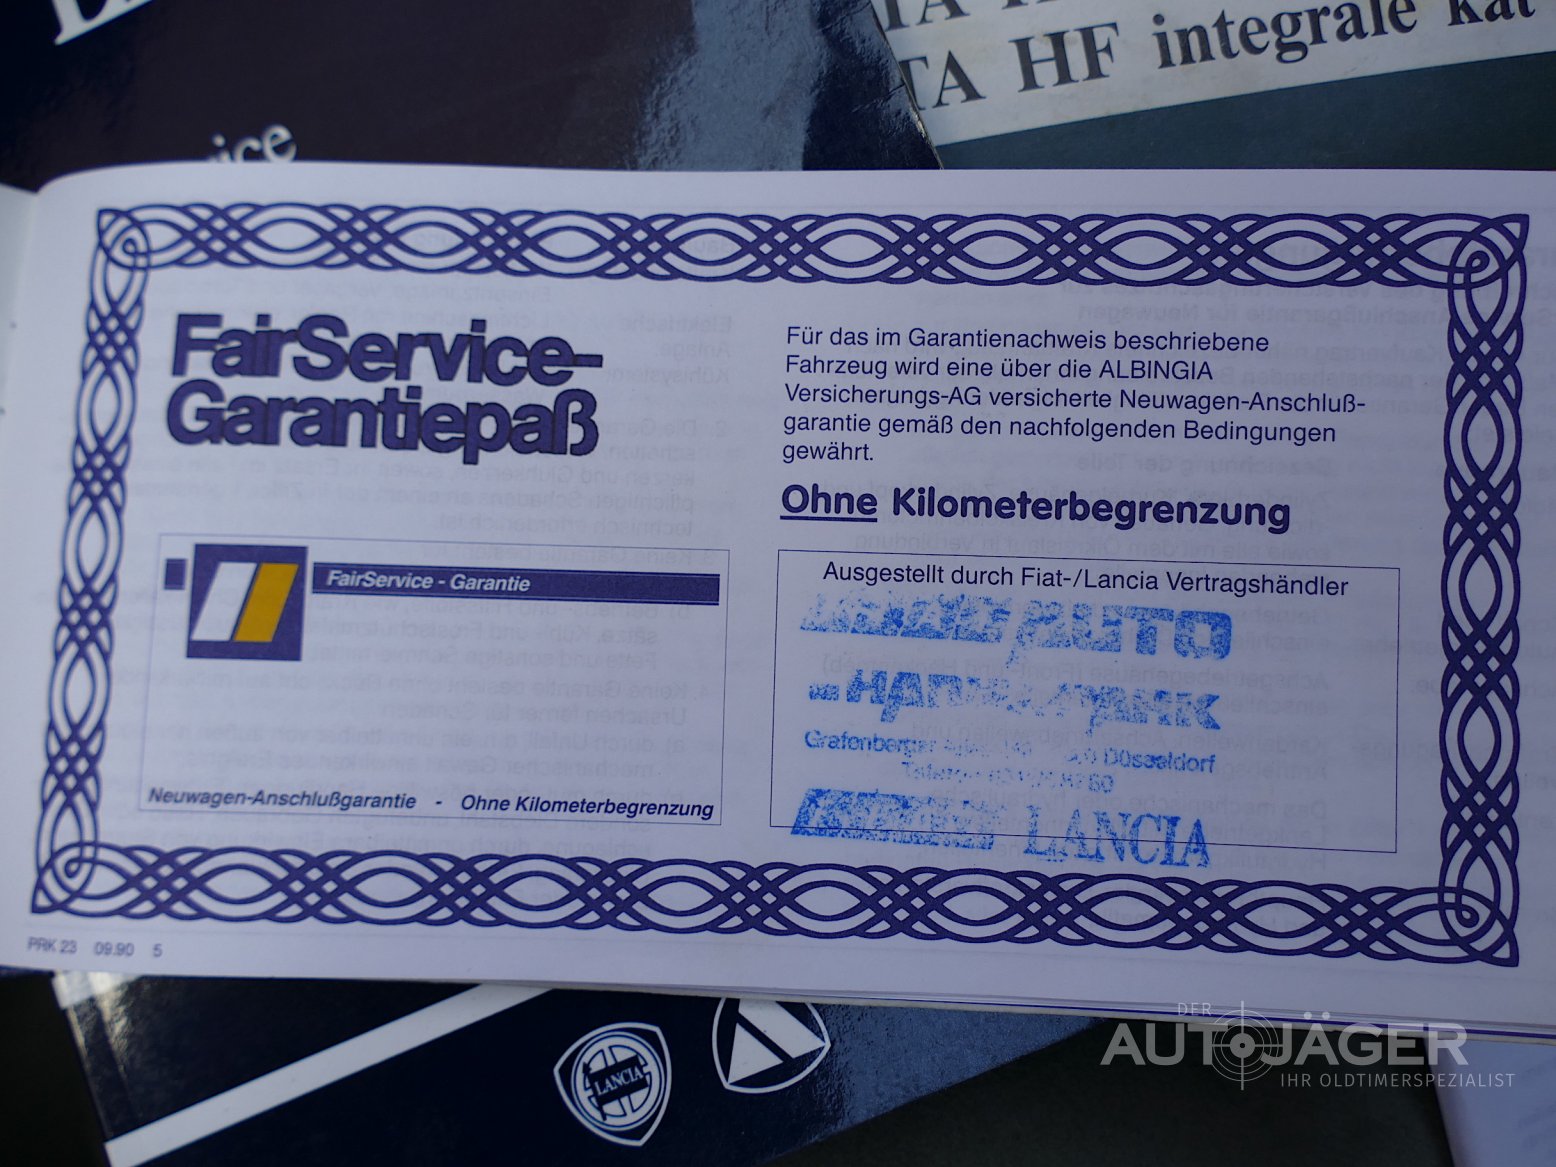 TA HF integrale kat
FairService-
Garantiepaß
Für das im Garantienachweis beschriebene
Fahrzeug wird eine über die ALBINGIA
Versicherungs-AG versicherte Neuwagen-Anschluß-
garantie gemäß den nachfolgenden Bedingungen
gewährt.
Ohne Kilometerbegrenzung
FairService - Garantie
Neuwagen-Anschlußgarantie - Ohne Kilometerbegrenzung
Ausgestellt durch Fiat-/Lancia Vertragshändler
AUTO
Grafenberger Düsseldorf
LANCIA
PRK 23 09.90 5
LANCIA
DER
AUTOJÄGER
IHR OLDTIMERSPEZIALIST